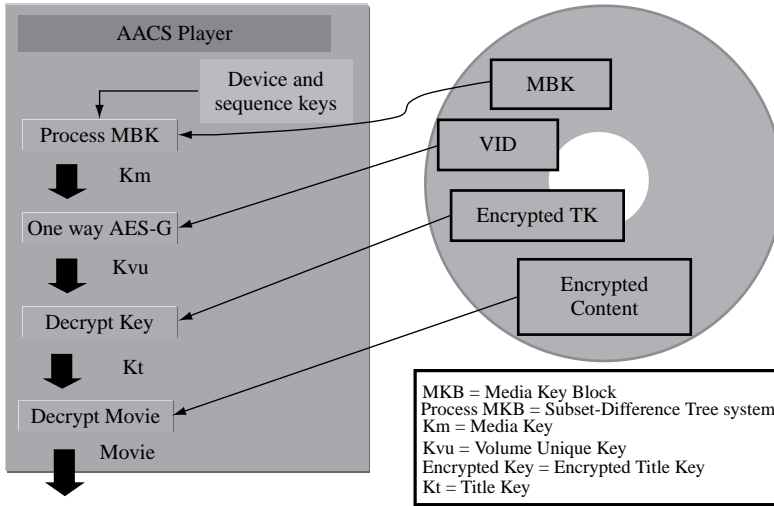 AACS Player
Device and
sequence keys
Process MBK
Km
One way AES-G
Kvu
Decrypt Key
Kt
Decrypt Movie
Movie
MBK
VID
Encrypted TK
Encrypted
Content
MKB = Media Key Block
Process MKB = Subset-Difference Tree system
Km = Media Key
Kvu = Volume Unique Key
Encrypted Key = Encrypted Title Key
Kt = Title Key